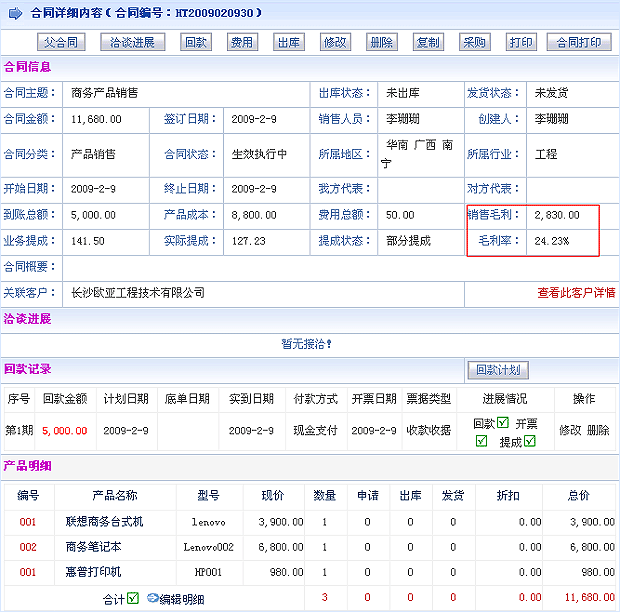 合同详细内容（合同编号：HT2009020930）
父合同 洽谈进展 回款 费用 出库 修改 删除 复制 采购 打印 合同打印
合同信息
合同主题： 商务产品销售 出库状态： 未出库 发货状态： 未发货
合同金额： 11,680.00 签订日期： 2009-2-9 销售人员： 李珊珊 创建人： 李珊珊
合同分类： 产品销售 合同状态： 生效执行中 所属地区： 华南 广西 南宁 所属行业： 工程
开始日期： 2009-2-9 终止日期： 2009-2-9 我方代表： 对方代表：
到账总额： 5,000.00 产品成本： 8,800.00 费用总额： 50.00 销售毛利： 2,830.00
业务提成： 141.50 实际提成： 127.23 提成状态： 部分提成 毛利率： 24.23%
合同概要：
关联客户： 长沙欧亚工程技术有限公司 查看此客户详情
洽谈进展
暂无接洽！
回款记录 回款计划
序号 回款金额 计划日期 底单日期 实到日期 付款方式 开票日期 票据类型 进展情况 操作
第1期 5,000.00 2009-2-9 2009-2-9 现金支付 2009-2-9 收款收据 回款 开票 提成 修改 删除
产品明细
编号 产品名称 型号 现价 数量 申请 出库 发货 折扣 总价
001 联想商务台式机 lenovo 3,900.00 1 0 0 0 0.00 3,900.00
002 商务笔记本 Lenovo002 6,800.00 1 0 0 0 0.00 6,800.00
001 惠普打印机 HP001 980.00 1 0 0 0 0.00 980.00
合计 编辑明细 3 0 0 0 0.00 11,680.00